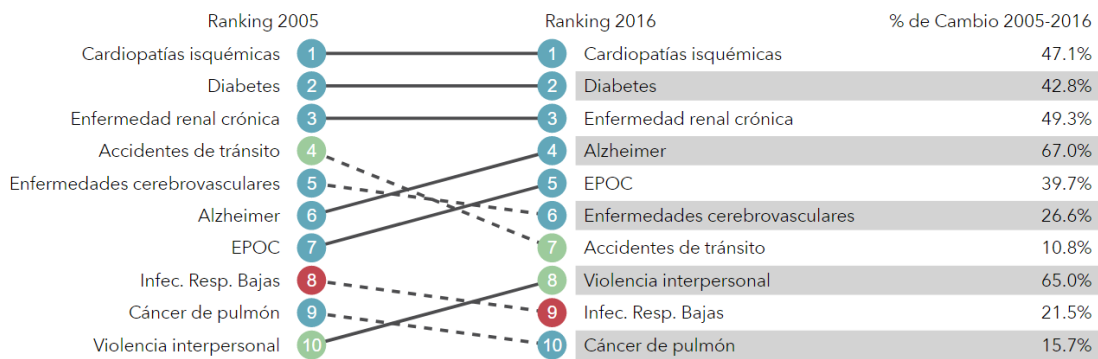 Ranking 2005 Ranking 2016 % de Cambio 2005-2016
Cardiopatías isquémicas 1 1 Cardiopatías isquémicas 47.1%
Diabetes 2 2 Diabetes 42.8%
Enfermedad renal crónica 3 3 Enfermedad renal crónica 49.3%
Accidentes de tránsito 4 4 Alzheimer 67.0%
Enfermedades cerebrovasculares 5 5 EPOC 39.7%
Alzheimer 6 6 Enfermedades cerebrovasculares 26.6%
EPOC 7 7 Accidentes de tránsito 10.8%
Infec. Resp. Bajas 8 8 Violencia interpersonal 65.0%
Cáncer de pulmón 9 9 Infec. Resp. Bajas 21.5%
Violencia interpersonal 10 10 Cáncer de pulmón 15.7%